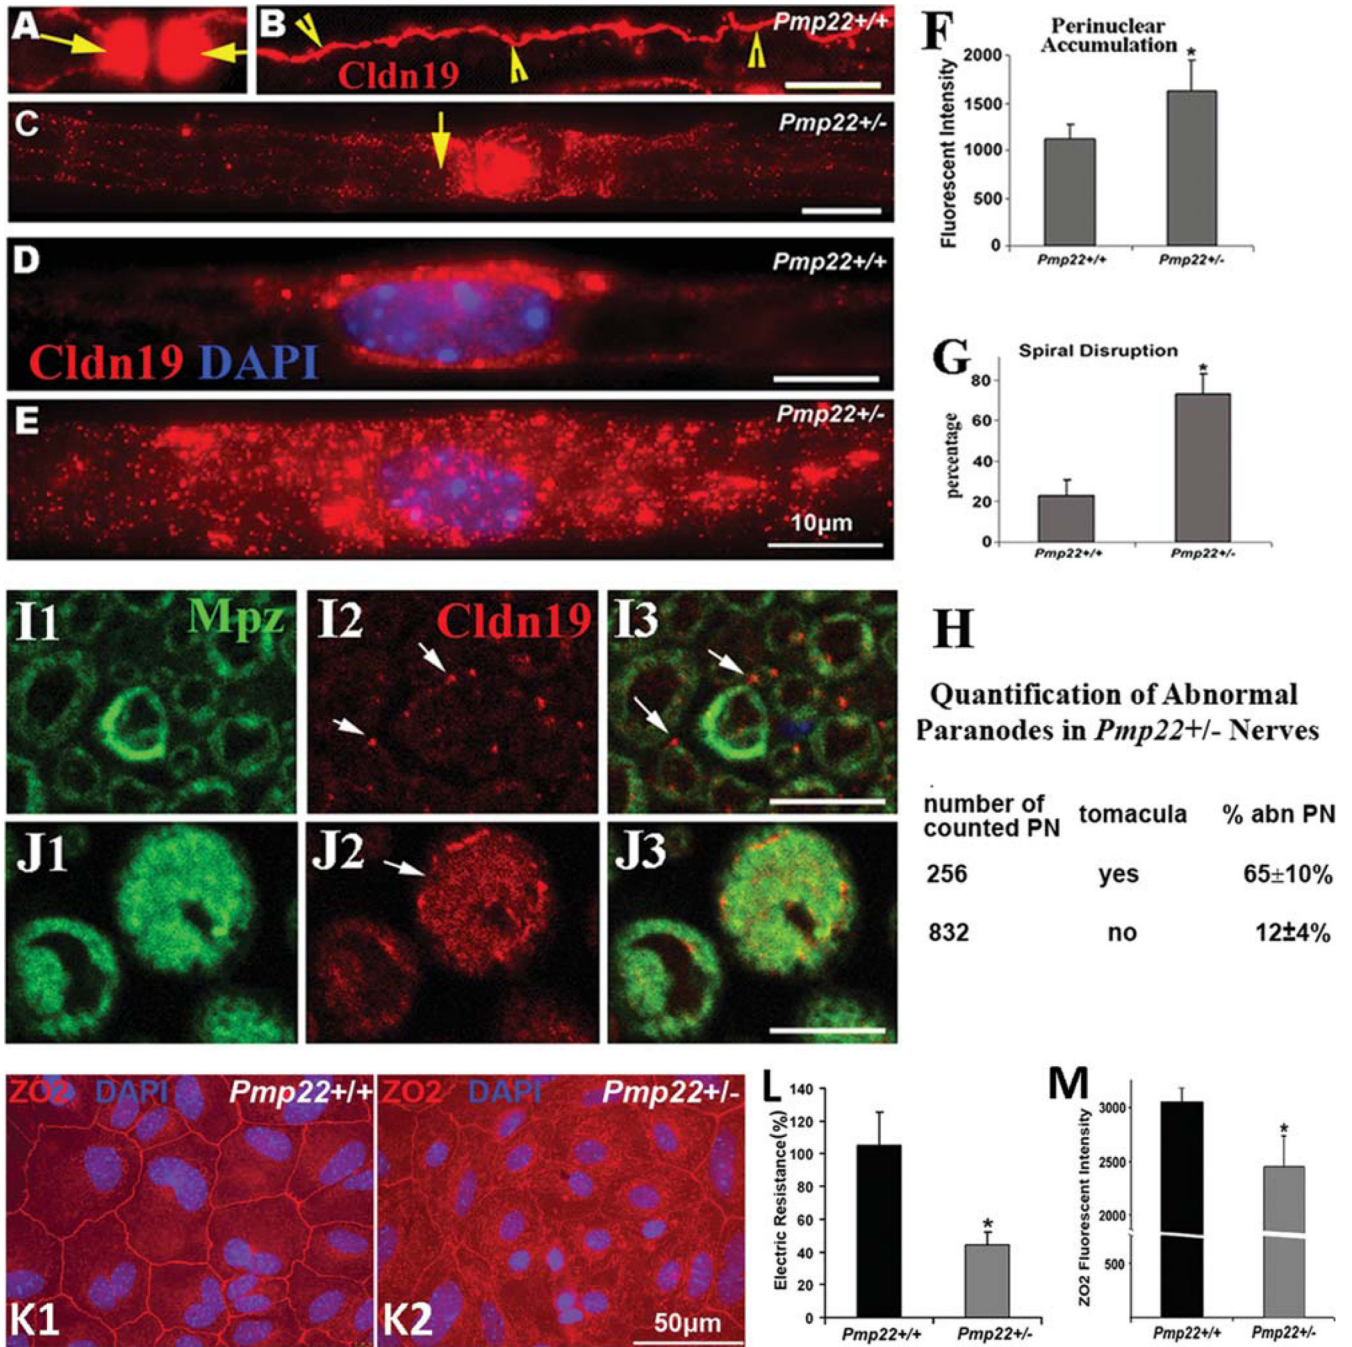 A
B
Pmp22+/+
Cldn19
C
Pmp22+/-
D
Pmp22+/+
Cldn19 DAPI
E
Pmp22+/-
10µm
F
Perinuclear
Accumulation
Fluorescent Intensity
2000
*
1500
1000
500
0
Pmp22+/+
Pmp22+/-
G
Spiral Disruption
percentage
80
*
60
40
20
0
Pmp22+/+
Pmp22+/-
I1
Mpz
I2
Cldn19
I3
J1
J2
J3
H
Quantification of Abnormal
Paranodes in Pmp22+/- Nerves
number of
counted PN
tomacula
% abn PN
256
yes
65±10%
832
no
12±4%
ZO2 DAPI
Pmp22+/+
K1
ZO2 DAPI
Pmp22+/-
K2
50µm
L
Electric Resistance(%)
140
120
100
80
60
*
40
20
0
Pmp22+/+
Pmp22+/-
M
ZO2 Fluorescent Intensity
3000
*
2500
2000
500
Pmp22+/+
Pmp22+/-